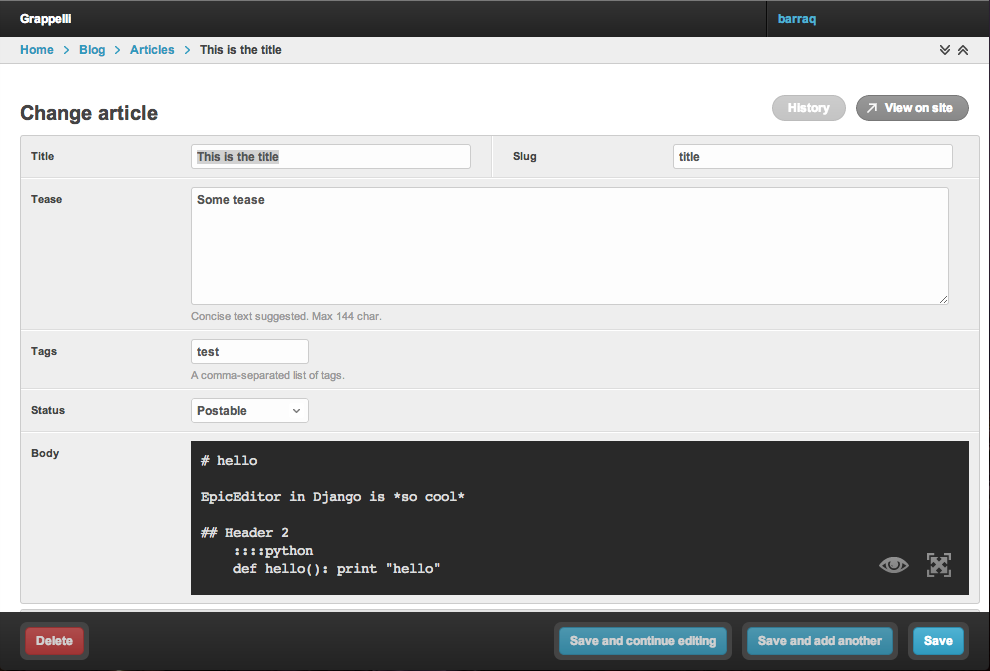 Grappelli barraq
Home > Blog > Articles > This is the title
Change article History View on site
Title This is the title Slug title
Tease Some tease
Concise text suggested. Max 144 char.
Tags test
A comma-separated list of tags.
Status Postable
Body # hello
EpicEditor in Django is *so cool*
## Header 2
::::python
def hello(): print "hello"
Delete Save and continue editing Save and add another Save